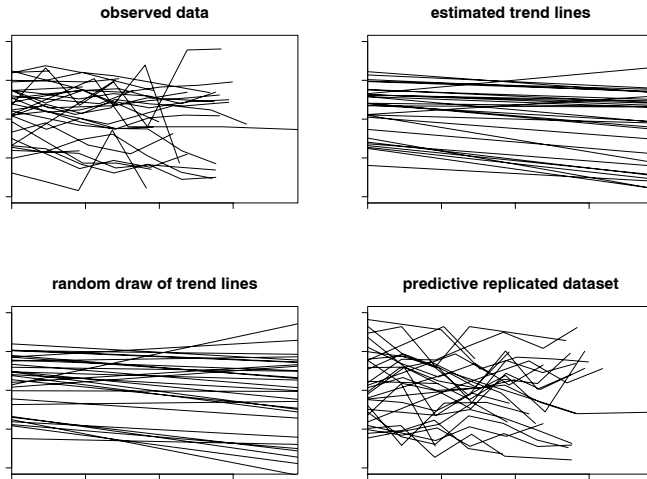 observed data
estimated trend lines
random draw of trend lines
predictive replicated dataset